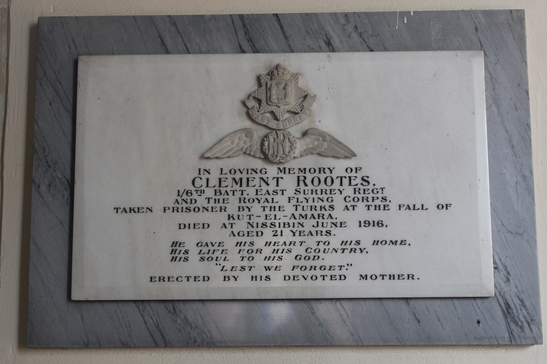 IN LOVING MEMORY OF
CLEMENT ROOTES.
1/6TH BATT. EAST SURREY REGT
AND THE ROYAL FLYING CORPS.
TAKEN PRISONER BY THE TURKS AT THE FALL OF
KUT-EL-AMARA.
DIED AT NISSIBIN JUNE 1916,
AGED 21 YEARS.
HE GAVE HIS HEART TO HIS HOME,
HIS LIFE FOR HIS COUNTRY,
HIS SOUL TO HIS GOD.
"LEST WE FORGET."
ERECTED BY HIS DEVOTED MOTHER.